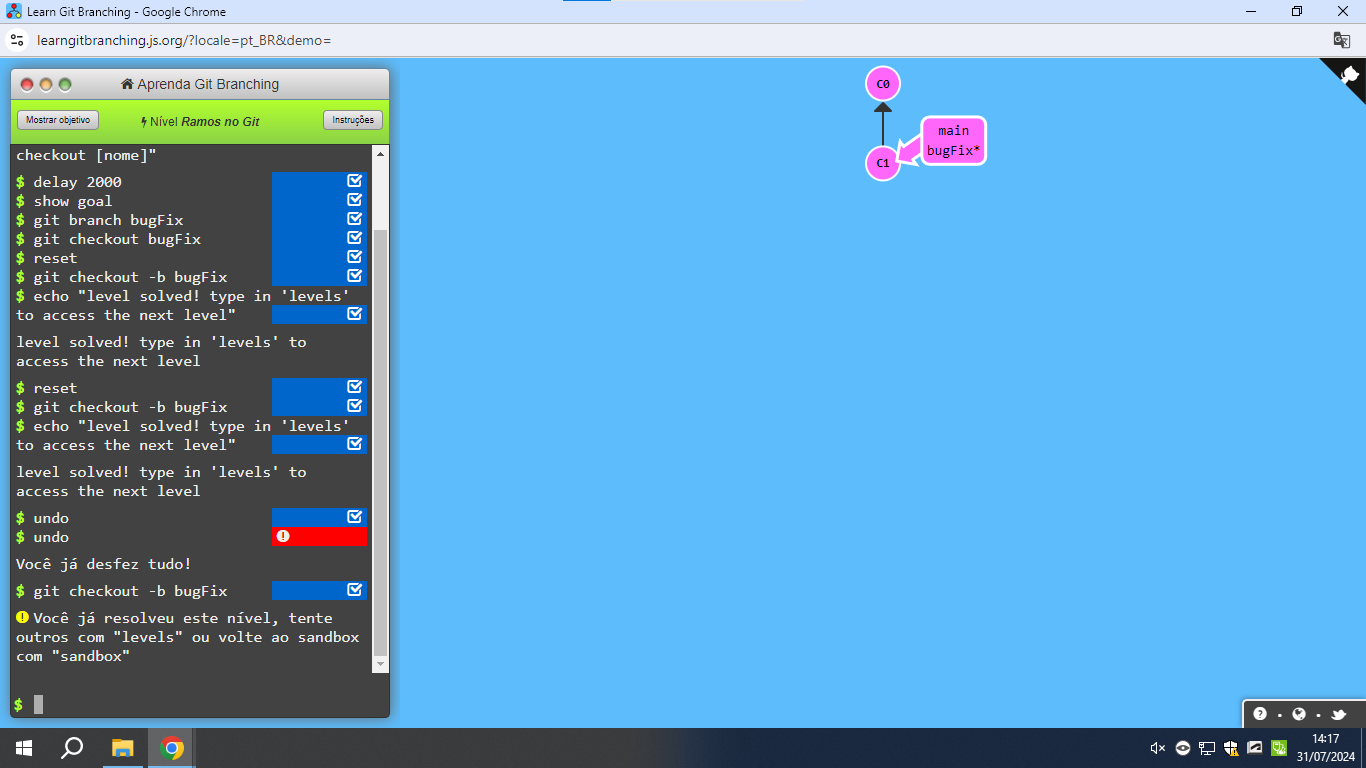 Learn Git Branching - Google Chrome
learngitbranching.js.org/?locale=pt_BR&demo=
Aprenda Git Branching
Mostrar objetivo
Nível Ramos no Git
Instruções
checkout [nome]"
$ delay 2000
$ show goal
$ git branch bugFix
$ git checkout bugFix
$ reset
$ git checkout -b bugFix
$ echo "level solved! type in 'levels'
to access the next level"
level solved! type in 'levels' to
access the next level
$ reset
$ git checkout -b bugFix
$ echo "level solved! type in 'levels'
to access the next level"
level solved! type in 'levels' to
access the next level
$ undo
$ undo
Você já desfez tudo!
$ git checkout -b bugFix
Você já resolveu este nível, tente
outros com "levels" ou volte ao sandbox
com "sandbox"
$
C0
main
bugFix*
C1
14:17
31/07/2024